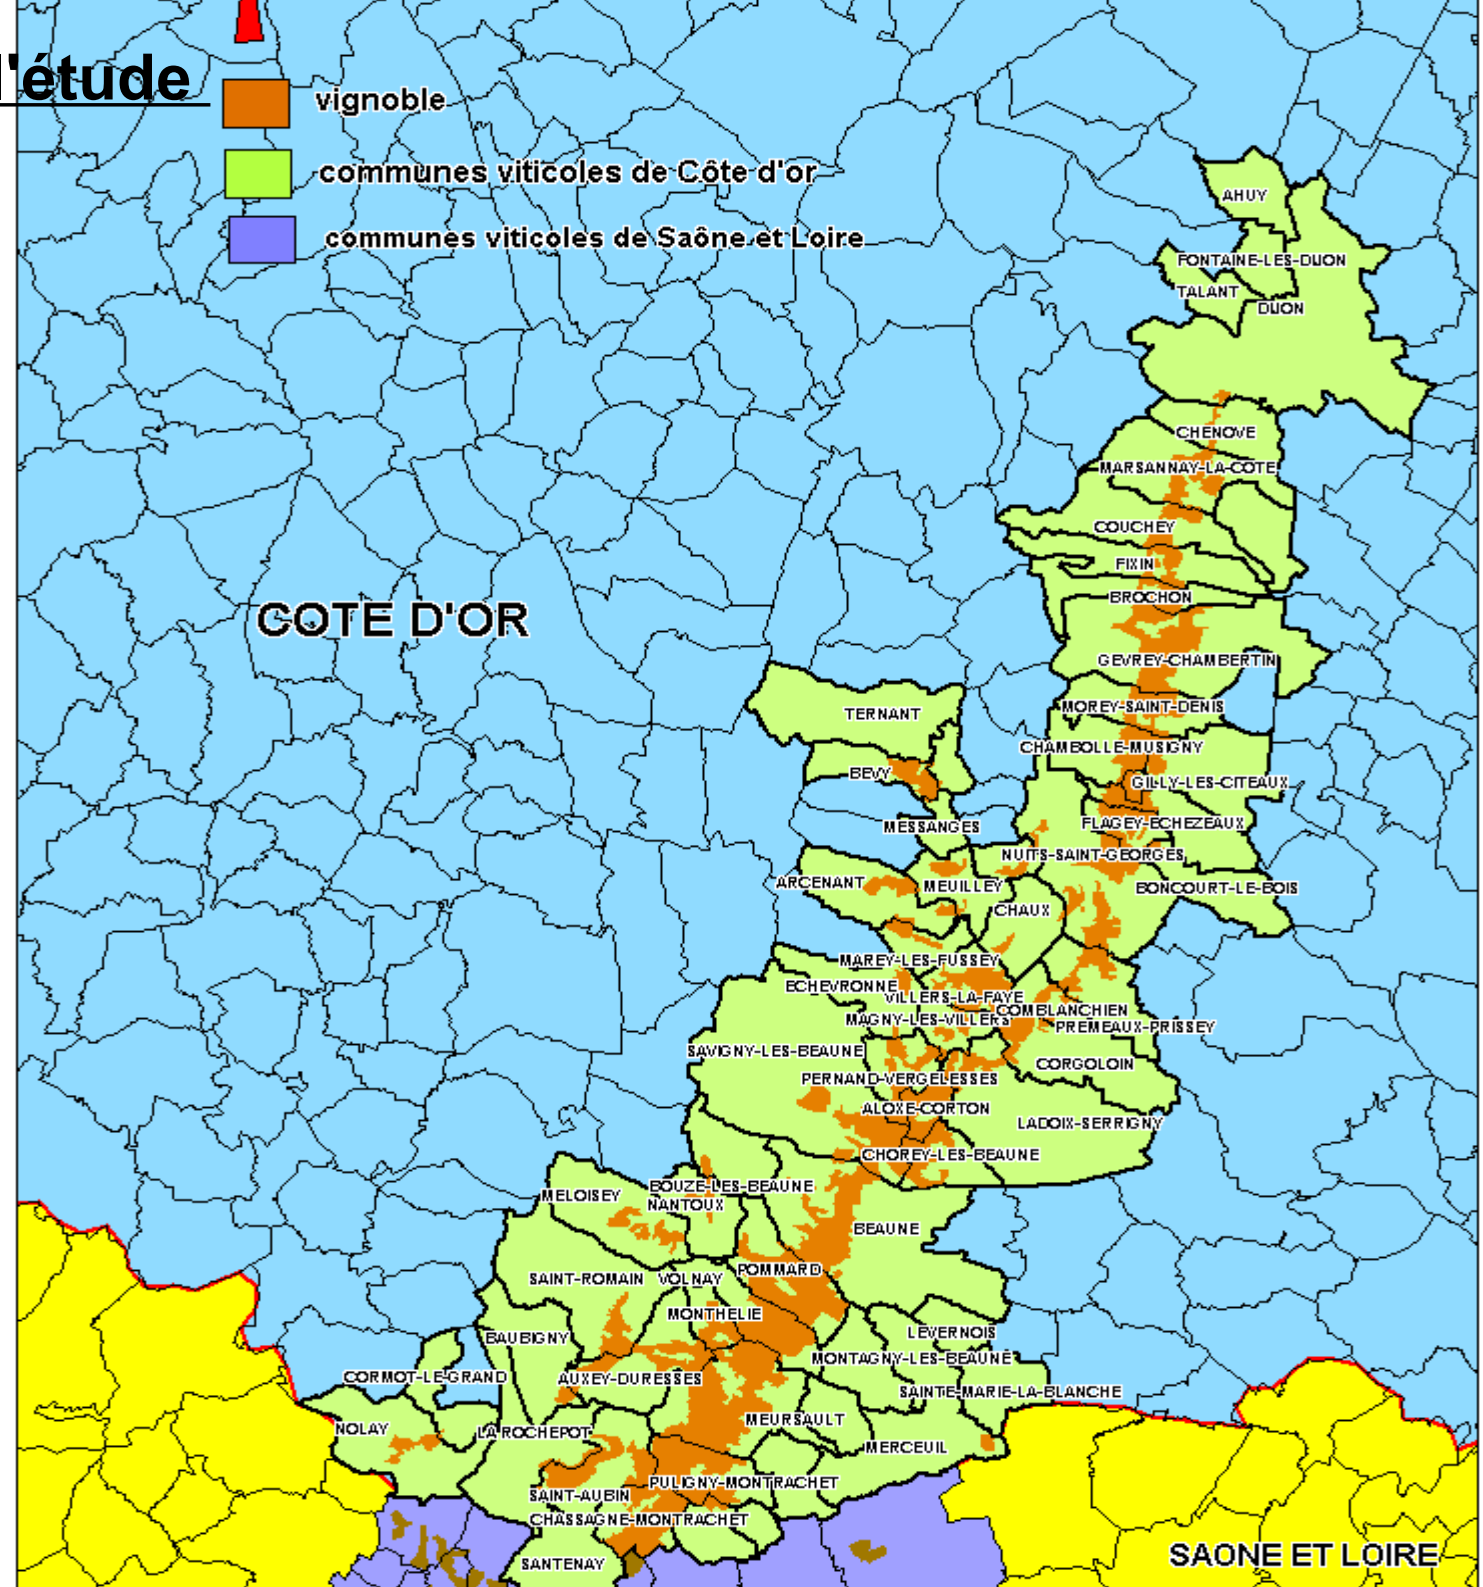 l'étude
vignoble
communes viticoles de Côte d'or
communes viticoles de Saône et Loire
AHUY
FONTAINE-LES-DIJON
TALANT
DIJON
CHENOVE
MARSANNAY-LA-COTE
COUCHEY
FIXIN
BROCHON
COTE D'OR
GEVREY-CHAMBERTIN
MOREY-SAINT-DENIS
TERNANT
CHAMBOLLE-MUSIGNY
BEVY
GILLY-LES-CITEAUX
MESSANGES
FLAGEY-ECHEZEAUX
NUITS-SAINT-GEORGES
ARCENANT
MEUILLEY
BONCOURT-LE-BOIS
CHAUX
MAREY-LES-FUSSEY
ECHEVRONNE
VILLERS-LA-FAYE
COMBLANCHIEN
MAGNY-LES-VILLERS
PREMEAUX-PRISSEY
SAVIGNY-LES-BEAUNE
CORGOLOIN
PERNAND-VERGELESSES
ALOXE-CORTON
LADOIX-SERRIGNY
CHOREY-LES-BEAUNE
BOUZE-LES-BEAUNE
MELOISEY
NANTOUX
BEAUNE
POMMARD
SAINT-ROMAIN
VOLNAY
MONTHELIE
LEVERNOIS
BAUBIGNY
MONTAGNY-LES-BEAUNE
CORMOT-LE-GRAND
AUXEY-DURESSES
SAINTE-MARIE-LA-BLANCHE
MEURSAULT
NOLAY
LA ROCHEPOT
MERCEUIL
PULIGNY-MONTRACHET
SAINT-AUBIN
CHASSAGNE-MONTRACHET
SAONE ET LOIRE
SANTENAY